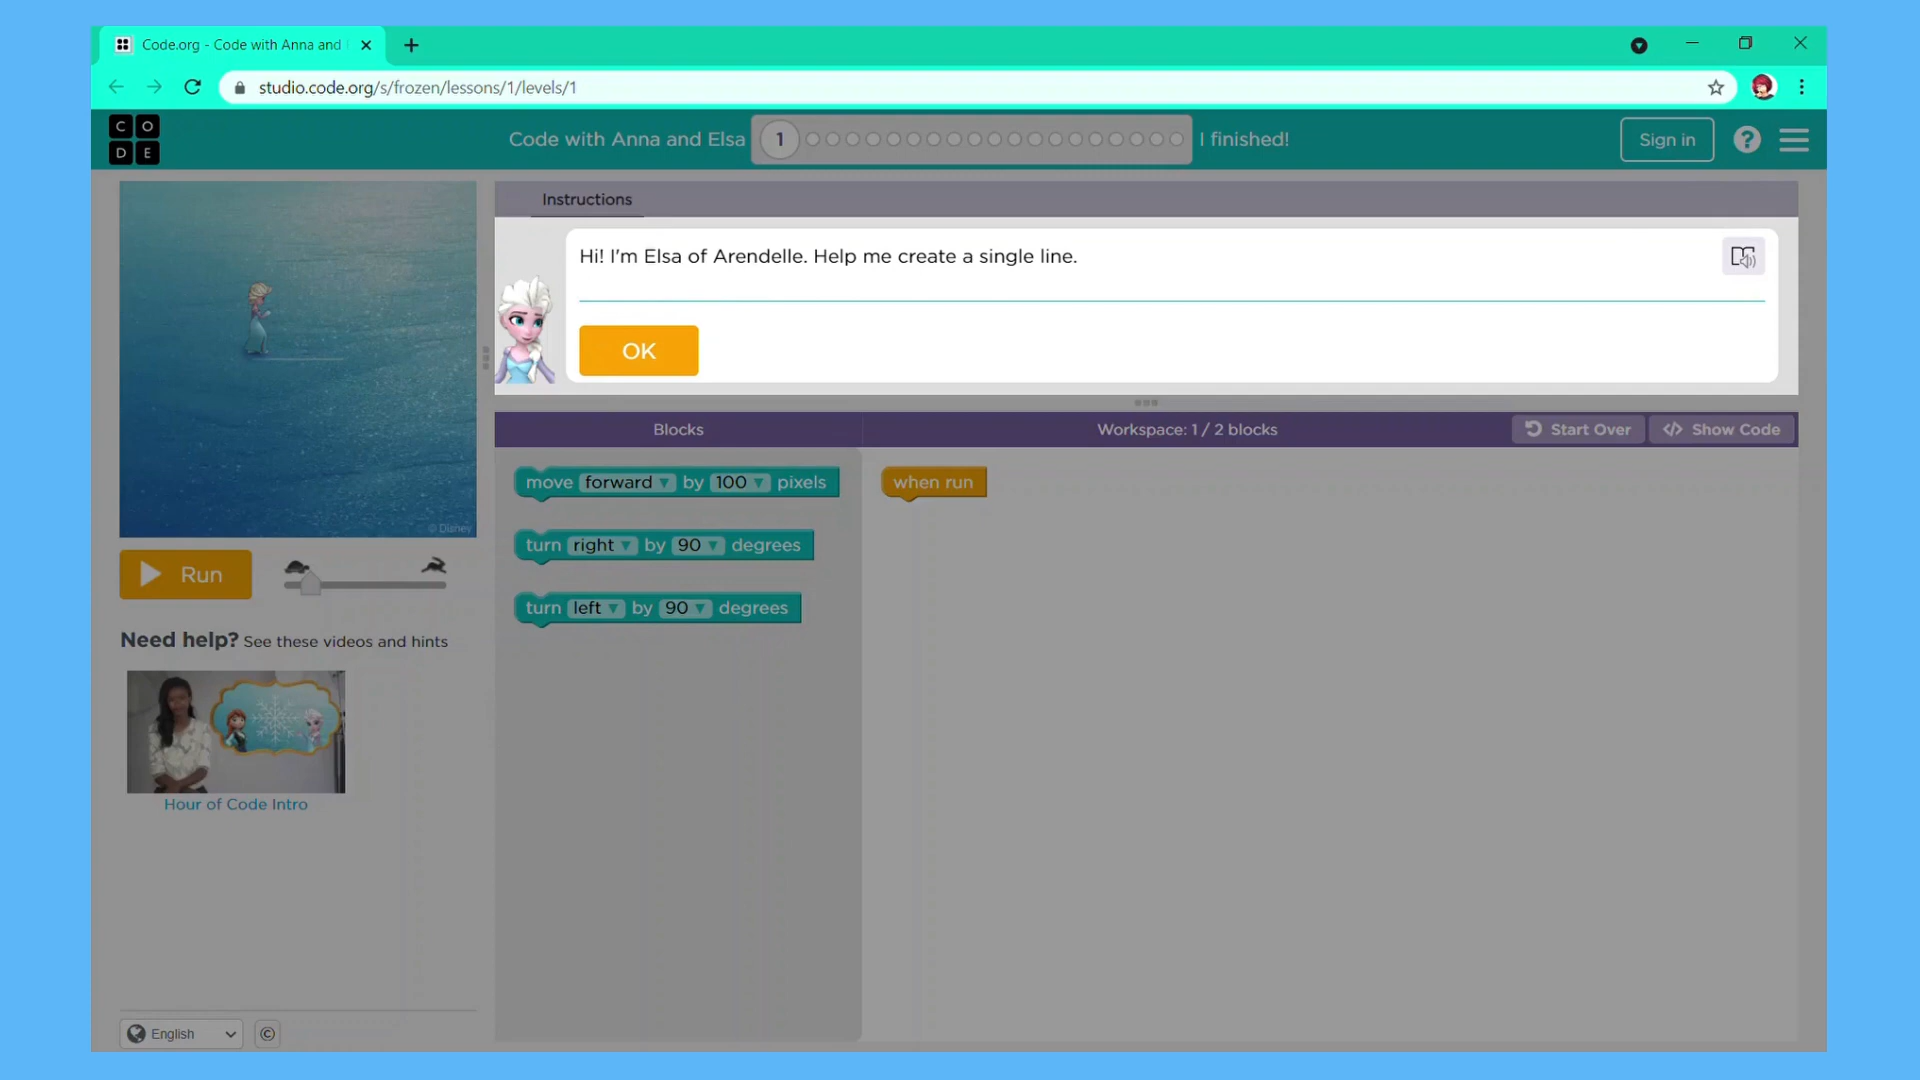 Code.org - Code with Anna and
studio.code.org/s/frozen/lessons/1/levels/1
C O
D E
Code with Anna and Elsa
1
I finished!
Sign in
?
Instructions
Hi! I'm Elsa of Arendelle. Help me create a single line.
OK
© Disney
Blocks
Workspace: 1 / 2 blocks
Start Over
</> Show Code
move forward by 100 pixels
when run
turn right by 90 degrees
turn left by 90 degrees
Run
Need help? See these videos and hints
Hour of Code Intro
English
©